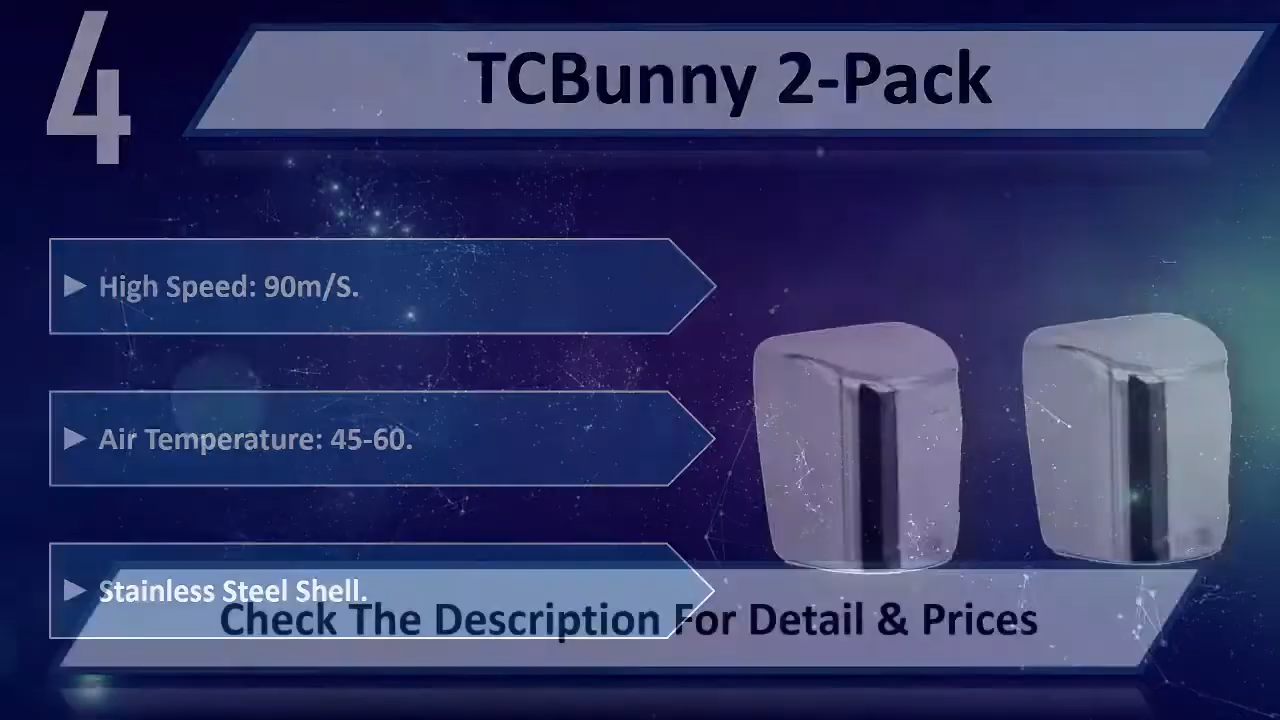 4
TCBunny 2-Pack
High Speed: 90m/S.
Air Temperature: 45-60.
Stainless Steel Shell.
Check The Description For Detail & Prices